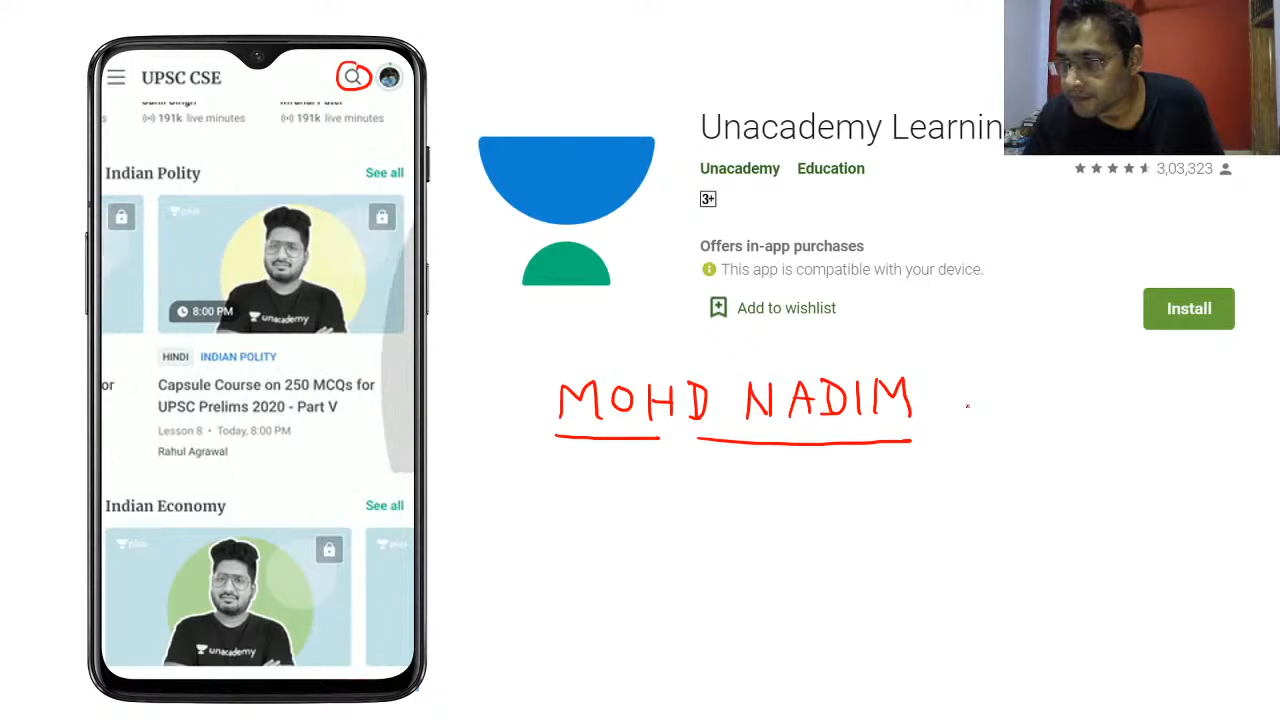 UPSC CSE
191k live minutes
191k live minutes
Indian Polity
See all
8:00 PM
unacademy
HINDI
INDIAN POLITY
or
Capsule Course on 250 MCQs for
UPSC Prelims 2020 - Part V
Lesson 8 • Today, 8:00 PM
Rahul Agrawal
Indian Economy
See all
plus
unacademy
Unacademy Learnin
Unacademy
Education
3,03,323
3+
Offers in-app purchases
This app is compatible with your device.
Add to wishlist
Install
MOHD NADIM